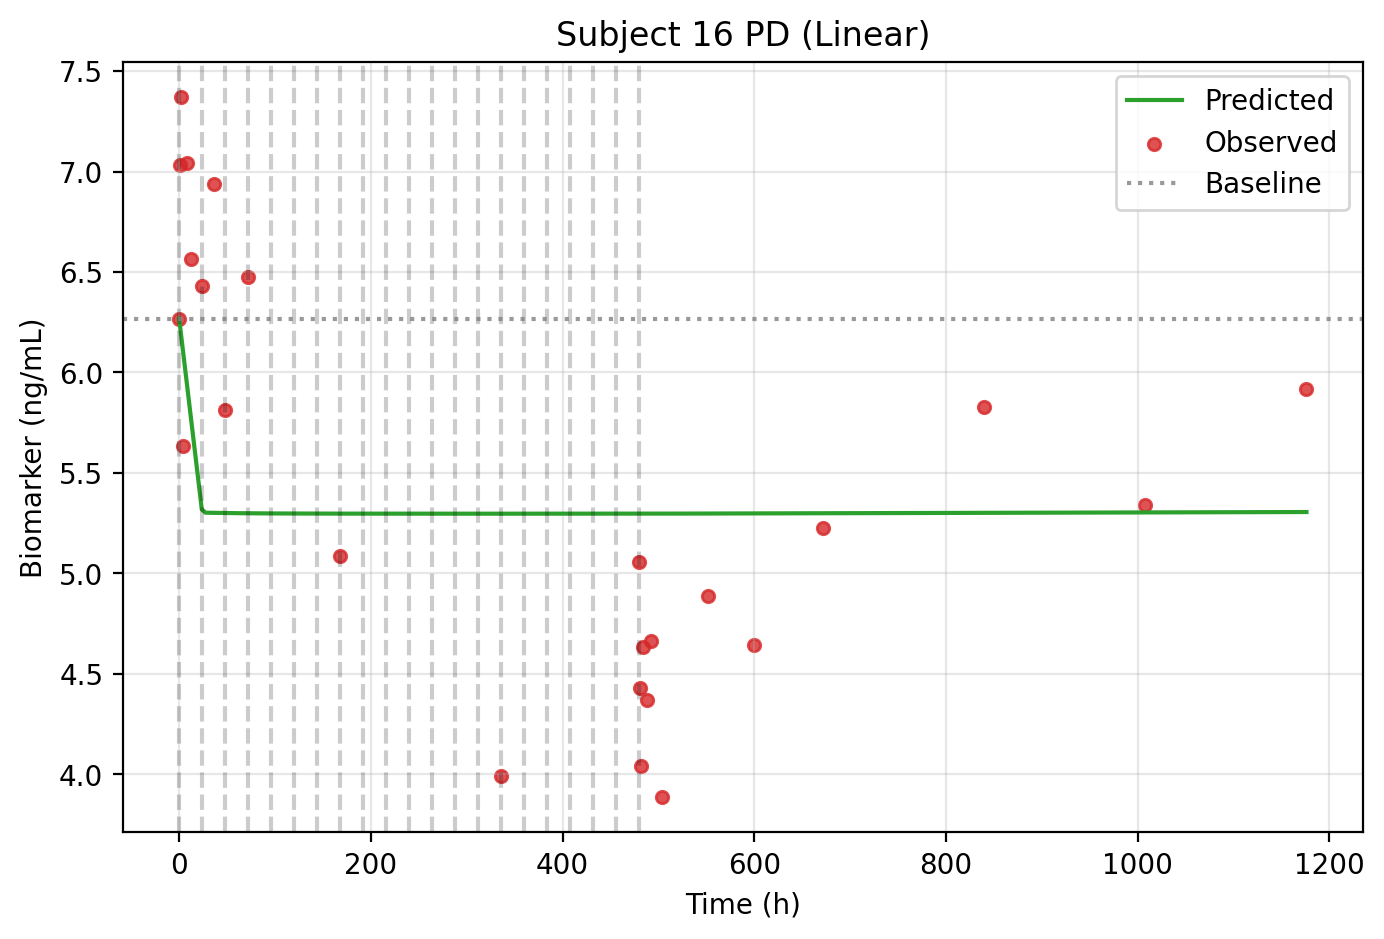 Subject 16 PD (Linear)
Biomarker (ng/mL)
7.5
7.0
6.5
6.0
5.5
5.0
4.5
4.0
Predicted
Observed
Baseline
0 200 400 600 800 1000 1200
Time (h)